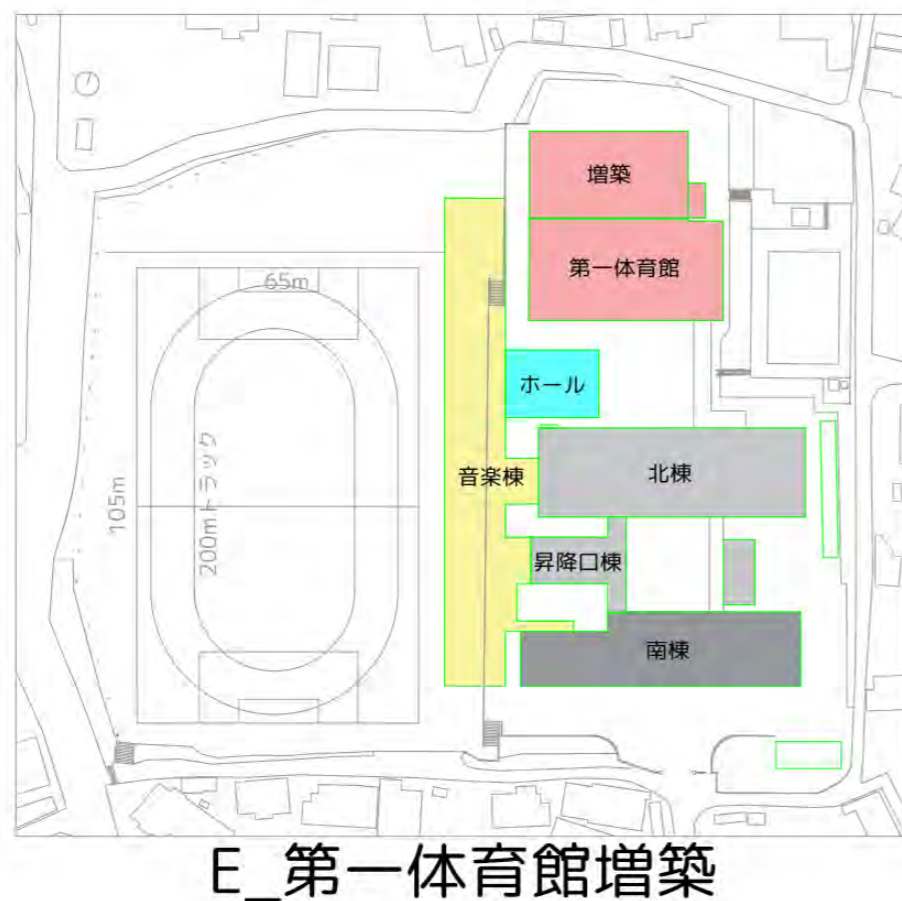 増築
第一体育館
65m
ホール
音楽棟
北棟
105m
200mトラック
昇降口棟
南棟
E_第一体育館増築